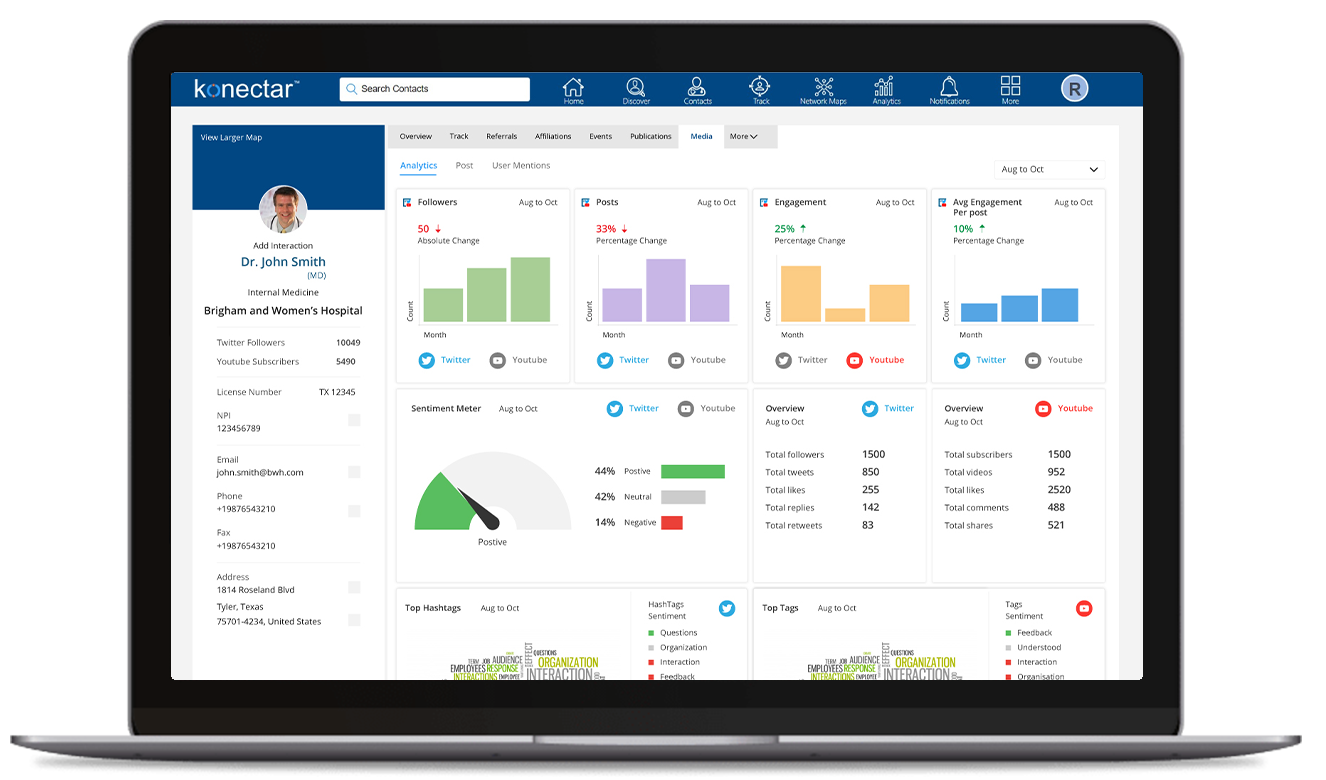 konectar™
Search Contacts
Home
Discover
Contacts
Track
Network Maps
Analytics
Notifications
More
R
View Larger Map
Add Interaction
Dr. John Smith
(MD)
Internal Medicine
Brigham and Women's Hospital
Twitter Followers 10049
Youtube Subscribers 5490
License Number TX 12345
NPI
123456789
Email
john.smith@bwh.com
Phone
+19876543210
Fax
+19876543210
Address
1814 Roseland Blvd
Tyler, Texas
75701-4234, United States
Overview Track Referrals Affiliations Events Publications Media More
Analytics Post User Mentions
Aug to Oct
Followers Aug to Oct
50
Absolute Change
Count
Month
Twitter Youtube
Posts Aug to Oct
33%
Percentage Change
Count
Month
Twitter Youtube
Engagement Aug to Oct
25%
Percentage Change
Count
Month
Twitter Youtube
Avg Engagement Aug to Oct
Per post
10%
Percentage Change
Count
Month
Twitter Youtube
Sentiment Meter Aug to Oct Twitter Youtube
Postive
44% Postive
42% Neutral
14% Negative
Overview Twitter
Aug to Oct
Total followers 1500
Total tweets 850
Total likes 255
Total replies 142
Total retweets 83
Overview Youtube
Aug to Oct
Total subscribers 1500
Total videos 952
Total likes 2520
Total comments 488
Total shares 521
Top Hashtags Aug to Oct
QUESTIONS
TERM JOB AUDIENCE EFFECT
EMPLOYEES RESPONSE ORGANIZATION
INTERACTIONS EMPLOYEE INTERACTION
HashTags
Sentiment
Questions
Organization
Interaction
Feedback
Top Tags Aug to Oct
QUESTIONS
TERM JOB AUDIENCE EFFECT
EMPLOYEES RESPONSE ORGANIZATION
INTERACTIONS EMPLOYEE INTERACTION
Tags
Sentiment
Feedback
Understood
Interaction
Organisation